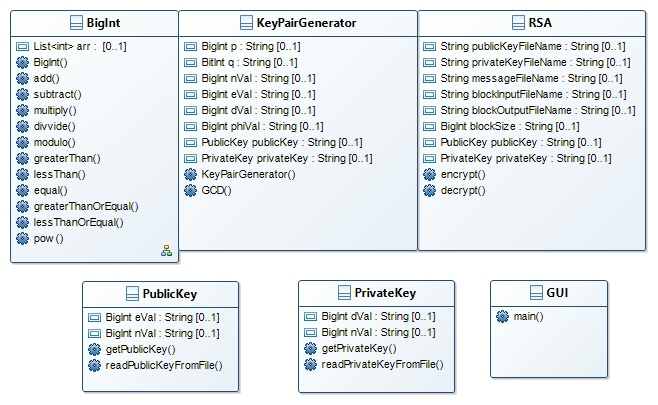 BigInt
List<int> arr : [0..1]
BigInt()
add()
subtract()
multiply()
divvide()
modulo()
greaterThan()
lessThan()
equal()
greaterThanOrEqual()
lessThanOrEqual()
pow ()
KeyPairGenerator
BigInt p : String [0..1]
BitInt q : String [0..1]
BigInt nVal : String [0..1]
BigInt eVal : String [0..1]
BigInt dVal : String [0..1]
BigInt phiVal : String [0..1]
PublicKey publicKey : String [0..1]
PrivateKey privateKey : String [0..1]
KeyPairGenerator()
GCD()
RSA
String publicKeyFileName : String [0..1]
String privateKeyFileName : String [0..1]
String messageFileName : String [0..1]
String blockInputFileName : String [0..1]
String blockOutputFileName : String [0..1]
BigInt blockSize : String [0..1]
PublicKey publicKey : String [0..1]
PrivateKey privateKey : String [0..1]
encrypt()
decrypt()
PublicKey
BigInt eVal : String [0..1]
BigInt nVal : String [0..1]
getPublicKey()
readPublicKeyFromFile()
PrivateKey
BigInt dVal : String [0..1]
BigInt nVal : String [0..1]
getPrivateKey()
readPrivateKeyFromFile()
GUI
main()